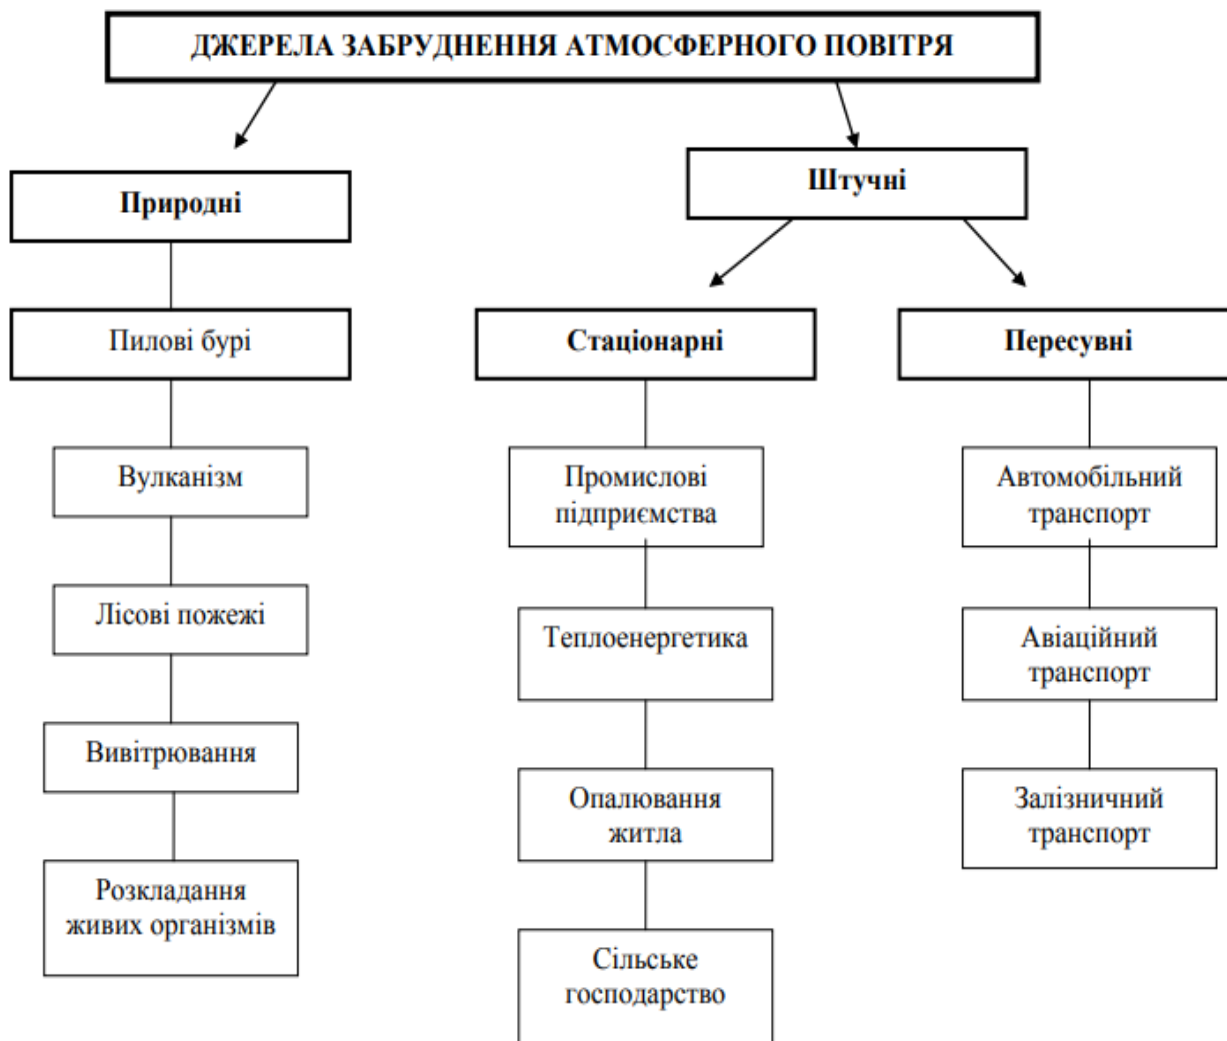 ДЖЕРЕЛА ЗАБРУДНЕННЯ АТМОСФЕРНОГО ПОВІТРЯ
Природні
Штучні
Пилові бурі
Стаціонарні
Пересувні
Вулканізм
Промислові
підприємства
Автомобільний
транспорт
Лісові пожежі
Теплоенергетика
Авіаційний
транспорт
Вивітрювання
Опалювання
житла
Залізничний
транспорт
Розкладання
живих організмів
Сільське
господарство